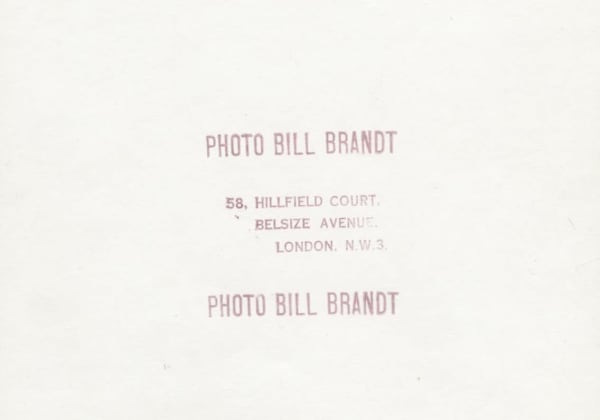 PHOTO BILL BRANDT
58, HILLFIELD COURT,
BELSIZE AVENUE.
LONDON. N.W.3.
PHOTO BILL BRANDT